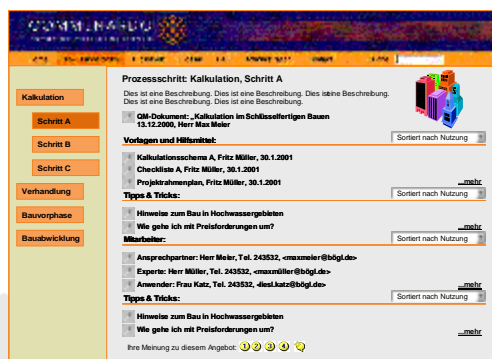 COMMUNARDO
Prozessschritt: Kalkulation, Schritt A
Dies ist eine Beschreibung. Dies ist eine Beschreibung. Dies ist eine Beschreibung.
Dies ist eine Beschreibung. Dies ist eine Beschreibung.
QM-Dokument: „Kalkulation im Schlüsselfertigen Bauen
13.12.2000, Herr Max Meier
Vorlagen und Hilfsmittel:
Sortiert nach Nutzung
Kalkulationsschema A, Fritz Müller, 30.1.2001
Checkliste A, Fritz Müller, 30.1.2001
Projektrahmenplan, Fritz Müller, 30.1.2001
...mehr
Tipps & Tricks:
Sortiert nach Nutzung
Hinweise zum Bau in Hochwassergebieten
Wie gehe ich mit Preisforderungen um?
...mehr
Mitarbeiter:
Sortiert nach Nutzung
Ansprechpartner: Herr Meier, Tel. 243532, <maxmeier@bögl.de>
Experte: Herr Müller, Tel. 243532, <maxmüller@bögl.de>
Anwender: Frau Katz, Tel. 243532, <liesl.katz@bögl.de>
...mehr
Tipps & Tricks:
Sortiert nach Nutzung
Hinweise zum Bau in Hochwassergebieten
Wie gehe ich mit Preisforderungen um?
...mehr
Ihre Meinung zu diesem Angebot: 1 2 3 4
Kalkulation
Schritt A
Schritt B
Schritt C
Verhandlung
Bauvorphase
Bauabwicklung